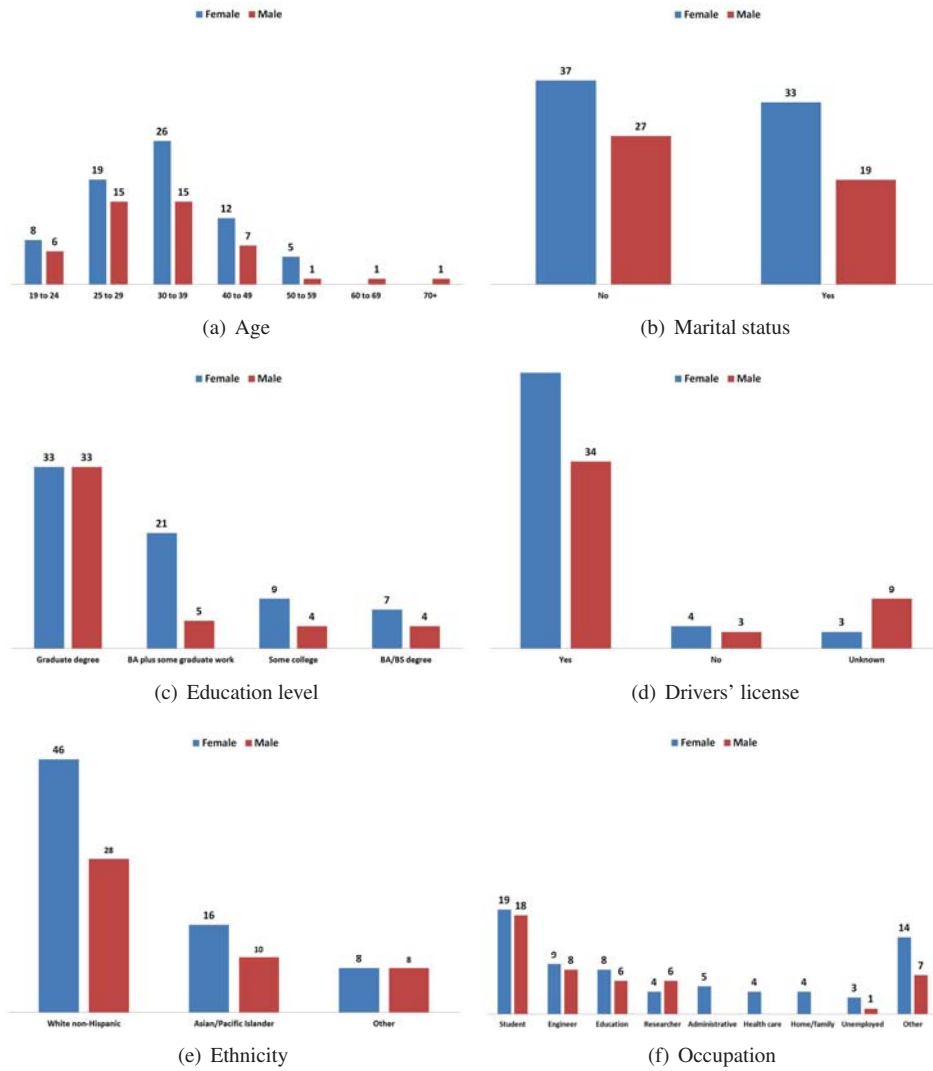 Female Male
Female Male
37
33
27
26
19
19
15
15
12
8
7
6
5
1
1
1
19 to 24 25 to 29 30 to 39 40 to 49 50 to 59 60 to 69 70+
No Yes
(a) Age
(b) Marital status
Female Male
Female Male
33 33
34
21
9
9
7
5
4
4
4
3
3
Graduate degree BA plus some graduate work Some college BA/BS degree
Yes No Unknown
(c) Education level
(d) Drivers' license
Female Male
Female Male
46
28
16
10
8 8
19 18
14
9 8
8
6
4
6
5
4
4
3
1
7
White non-Hispanic Asian/Pacific Islander Other
Student Engineer Education Researcher Administrative Health care Home/family Unemployed Other
(e) Ethnicity
(f) Occupation